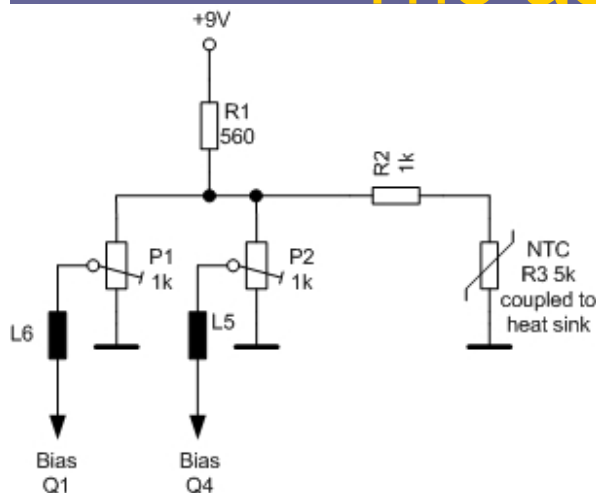 +9V
R1
560
R2
1k
P1
1k
P2
1k
NTC
R3 5k
coupled to
heat sink
L6
L5
Bias
Q1
Bias
Q4